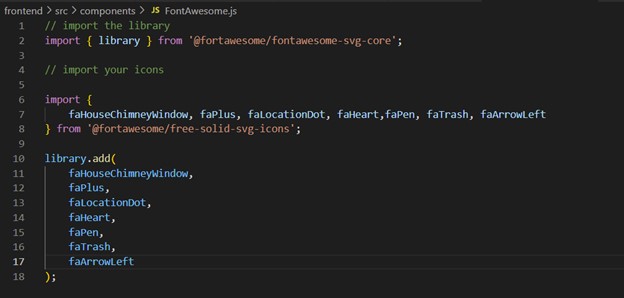 frontend > src > components > JS FontAwesome.js
1 // import the library
2 import { library } from '@fortawesome/fontawesome-svg-core';
3
4 // import your icons
5
6 import {
7 faHouseChimneyWindow, faPlus, faLocationDot, faHeart,faPen, faTrash, faArrowLeft
8 } from '@fortawesome/free-solid-svg-icons';
9
10 library.add(
11 faHouseChimneyWindow,
12 faPlus,
13 faLocationDot,
14 faHeart,
15 faPen,
16 faTrash,
17 faArrowLeft
18 );